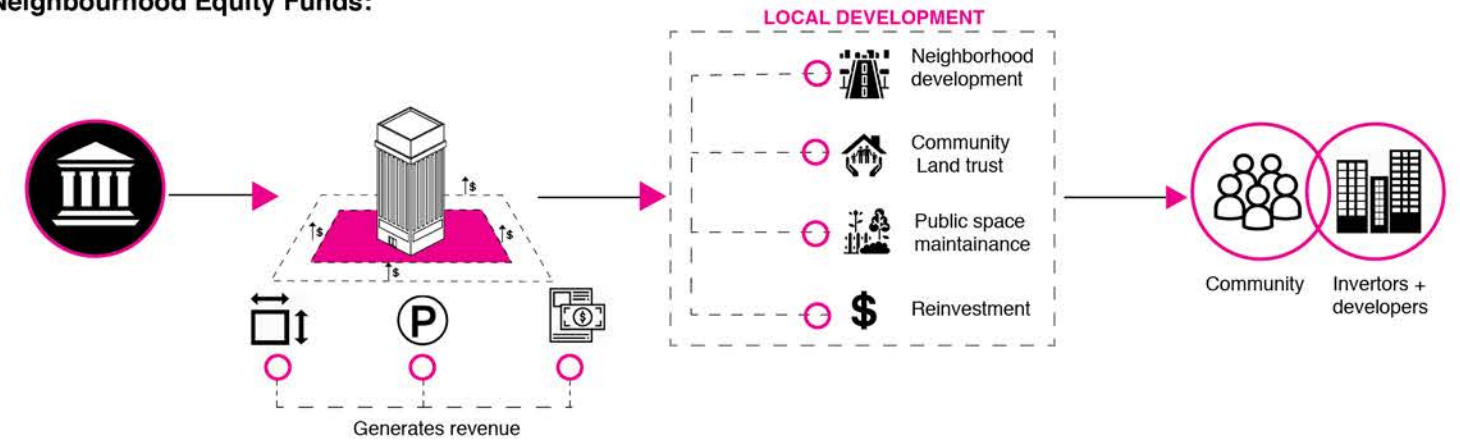 Neighbourhood Equity Funds:
LOCAL DEVELOPMENT
Neighborhood
development
Community
Land trust
Public space
maintainance
$ Reinvestment
$
$
$
$
P
$
Generates revenue
Community
Invertors +
developers